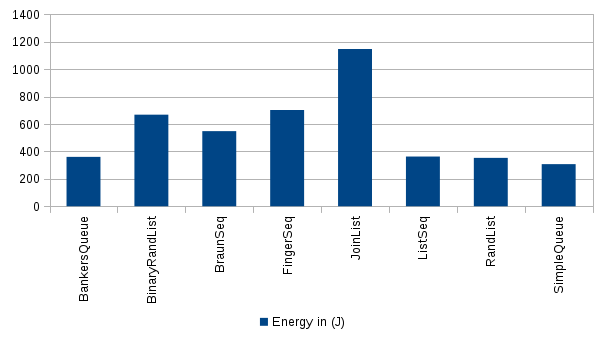 1400
1200
1000
800
600
400
200
0
BankersQueue
BinaryRandList
BraunSeq
FingerSeq
JoinList
ListSeq
RandList
SimpleQueue
Energy in (J)